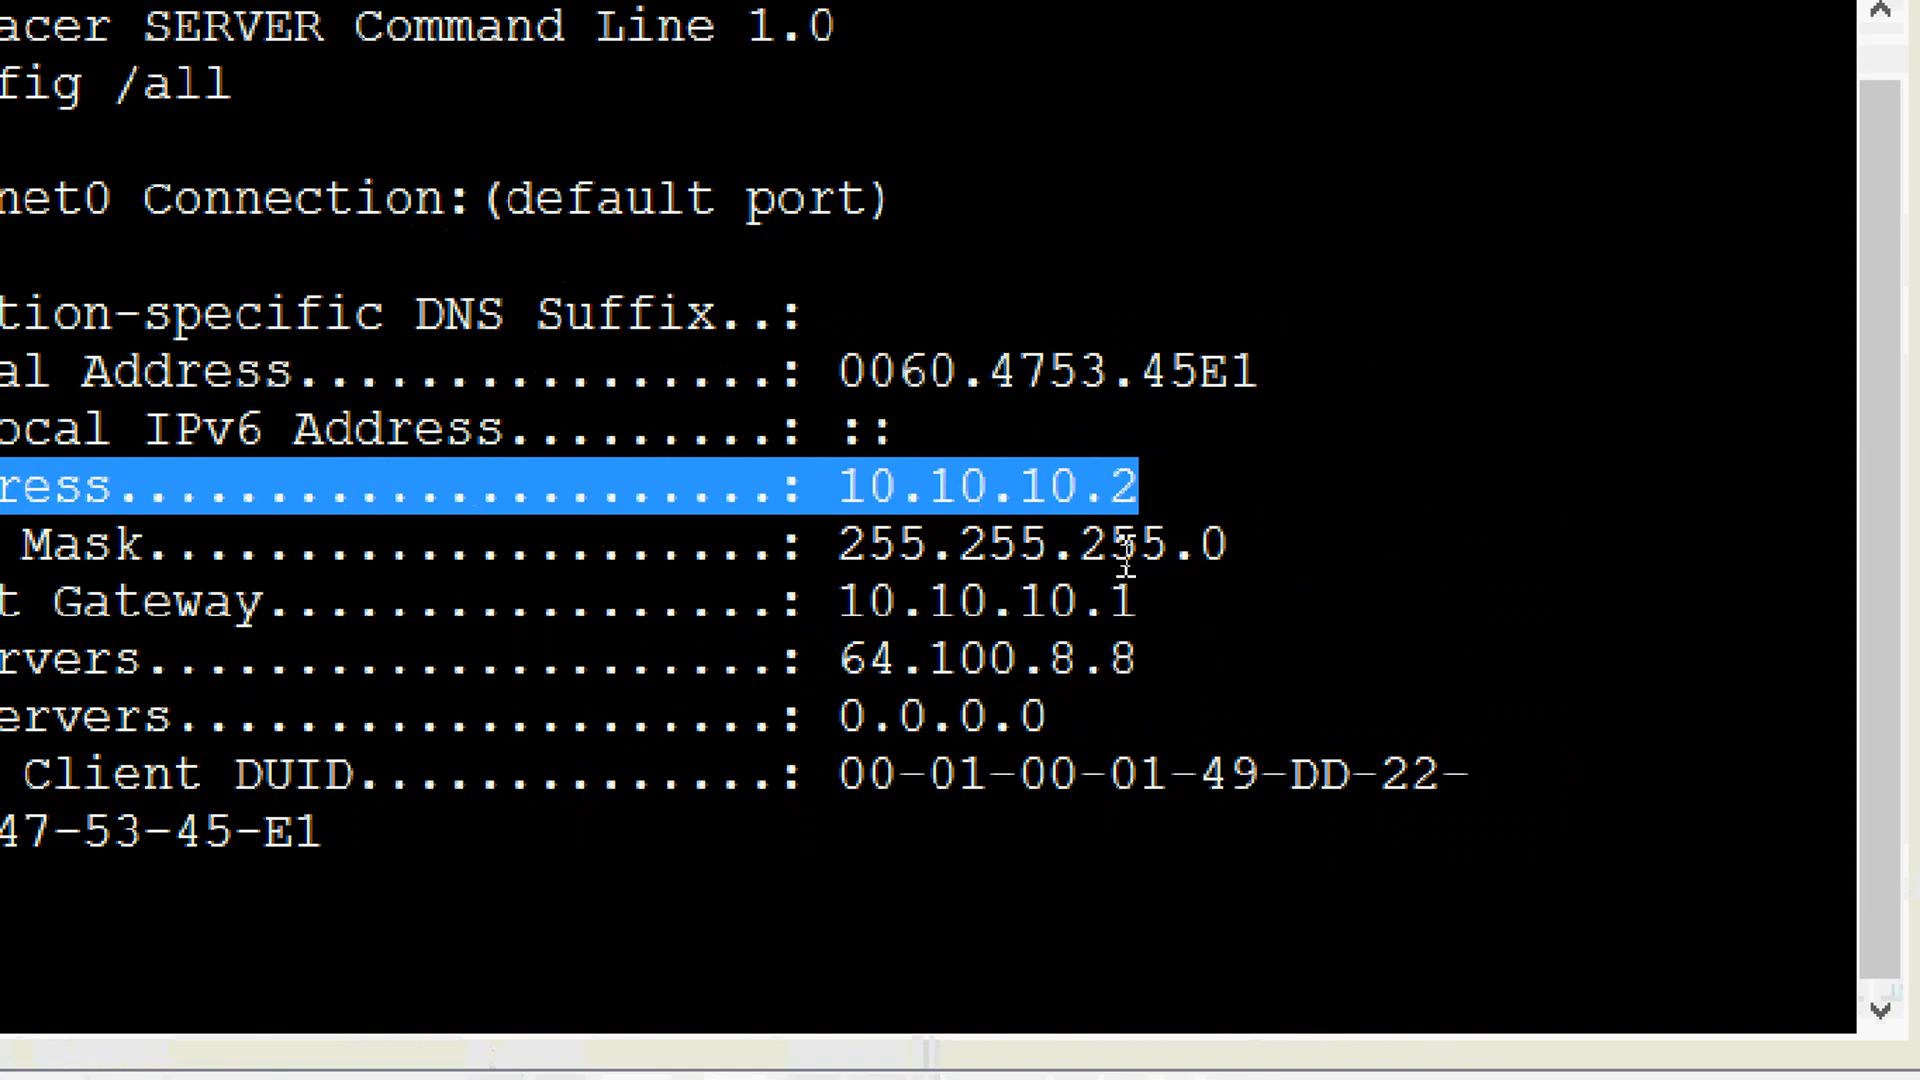 acer SERVER Command Line 1.0
fig /all
net0 Connection:(default port)
tion-specific DNS Suffix..:
al Address................: 0060.4753.45E1
ocal IPv6 Address.........: ::
ress......................: 10.10.10.2
Mask.....................: 255.255.255.0
t Gateway.................: 10.10.10.1
rvers.....................: 64.100.8.8
ervers....................: 0.0.0.0
Client DUID..............: 00-01-00-01-49-DD-22-
47-53-45-E1